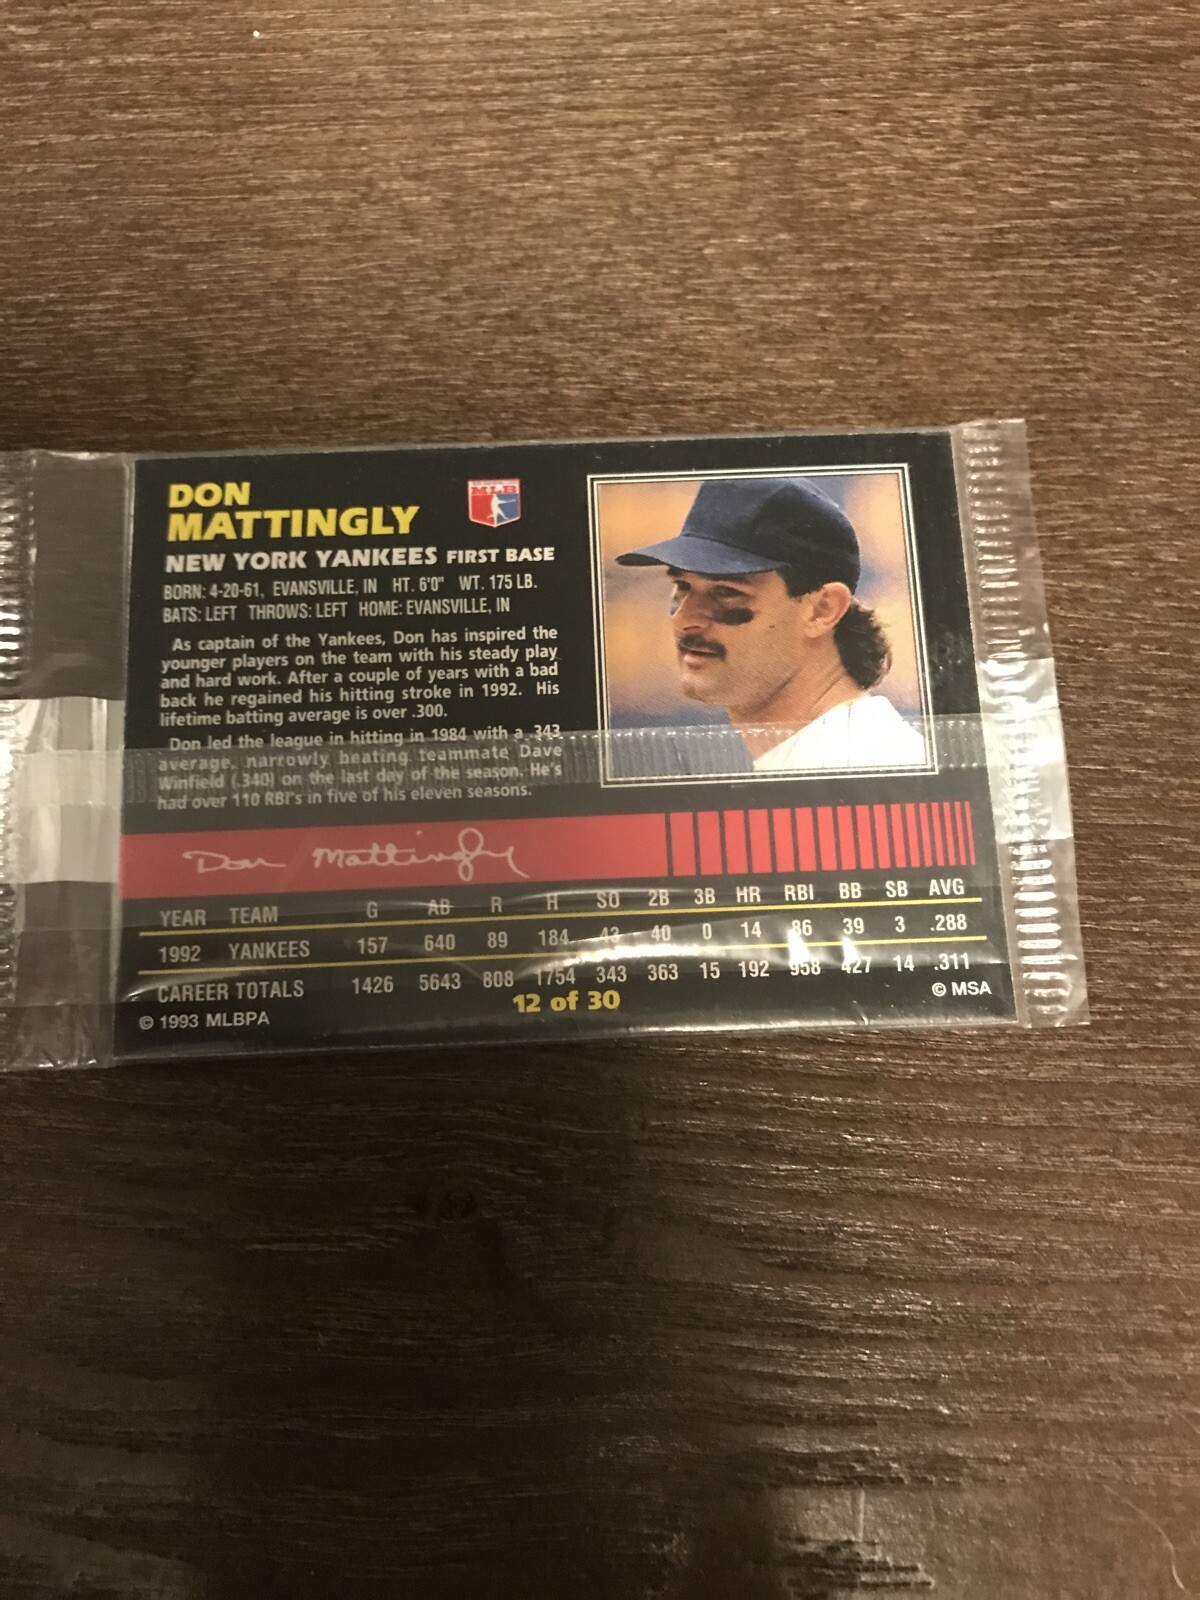 DON
MATTINGLY
MLB
NEW YORK YANKEES FIRST BASE
BORN: 4-20-61, EVANSVILLE, IN HT. 6'0" WT. 175 LB.
BATS: LEFT THROWS: LEFT HOME: EVANSVILLE, IN
As captain of the Yankees, Don has inspired the
younger players on the team with his steady play
and hard work. After a couple of years with a bad
back he regained his hitting stroke in 1992. His
lifetime batting average is over .300.
Don led the league in hitting in 1984 with a .343
average, narrowly beating teammate Dave
Winfield (.340) on the last day of the season. He's
had over 110 RBI's in five of his eleven seasons.
Don Mattingly
YEAR TEAM G AB R H SO 2B 3B HR RBI BB SB AVG
1992 YANKEES 157 640 89 184 43 40 0 14 86 39 3 .288
CAREER TOTALS 1426 5643 808 1754 343 363 15 192 958 427 14 .311
12 of 30
© 1993 MLBPA
© MSA